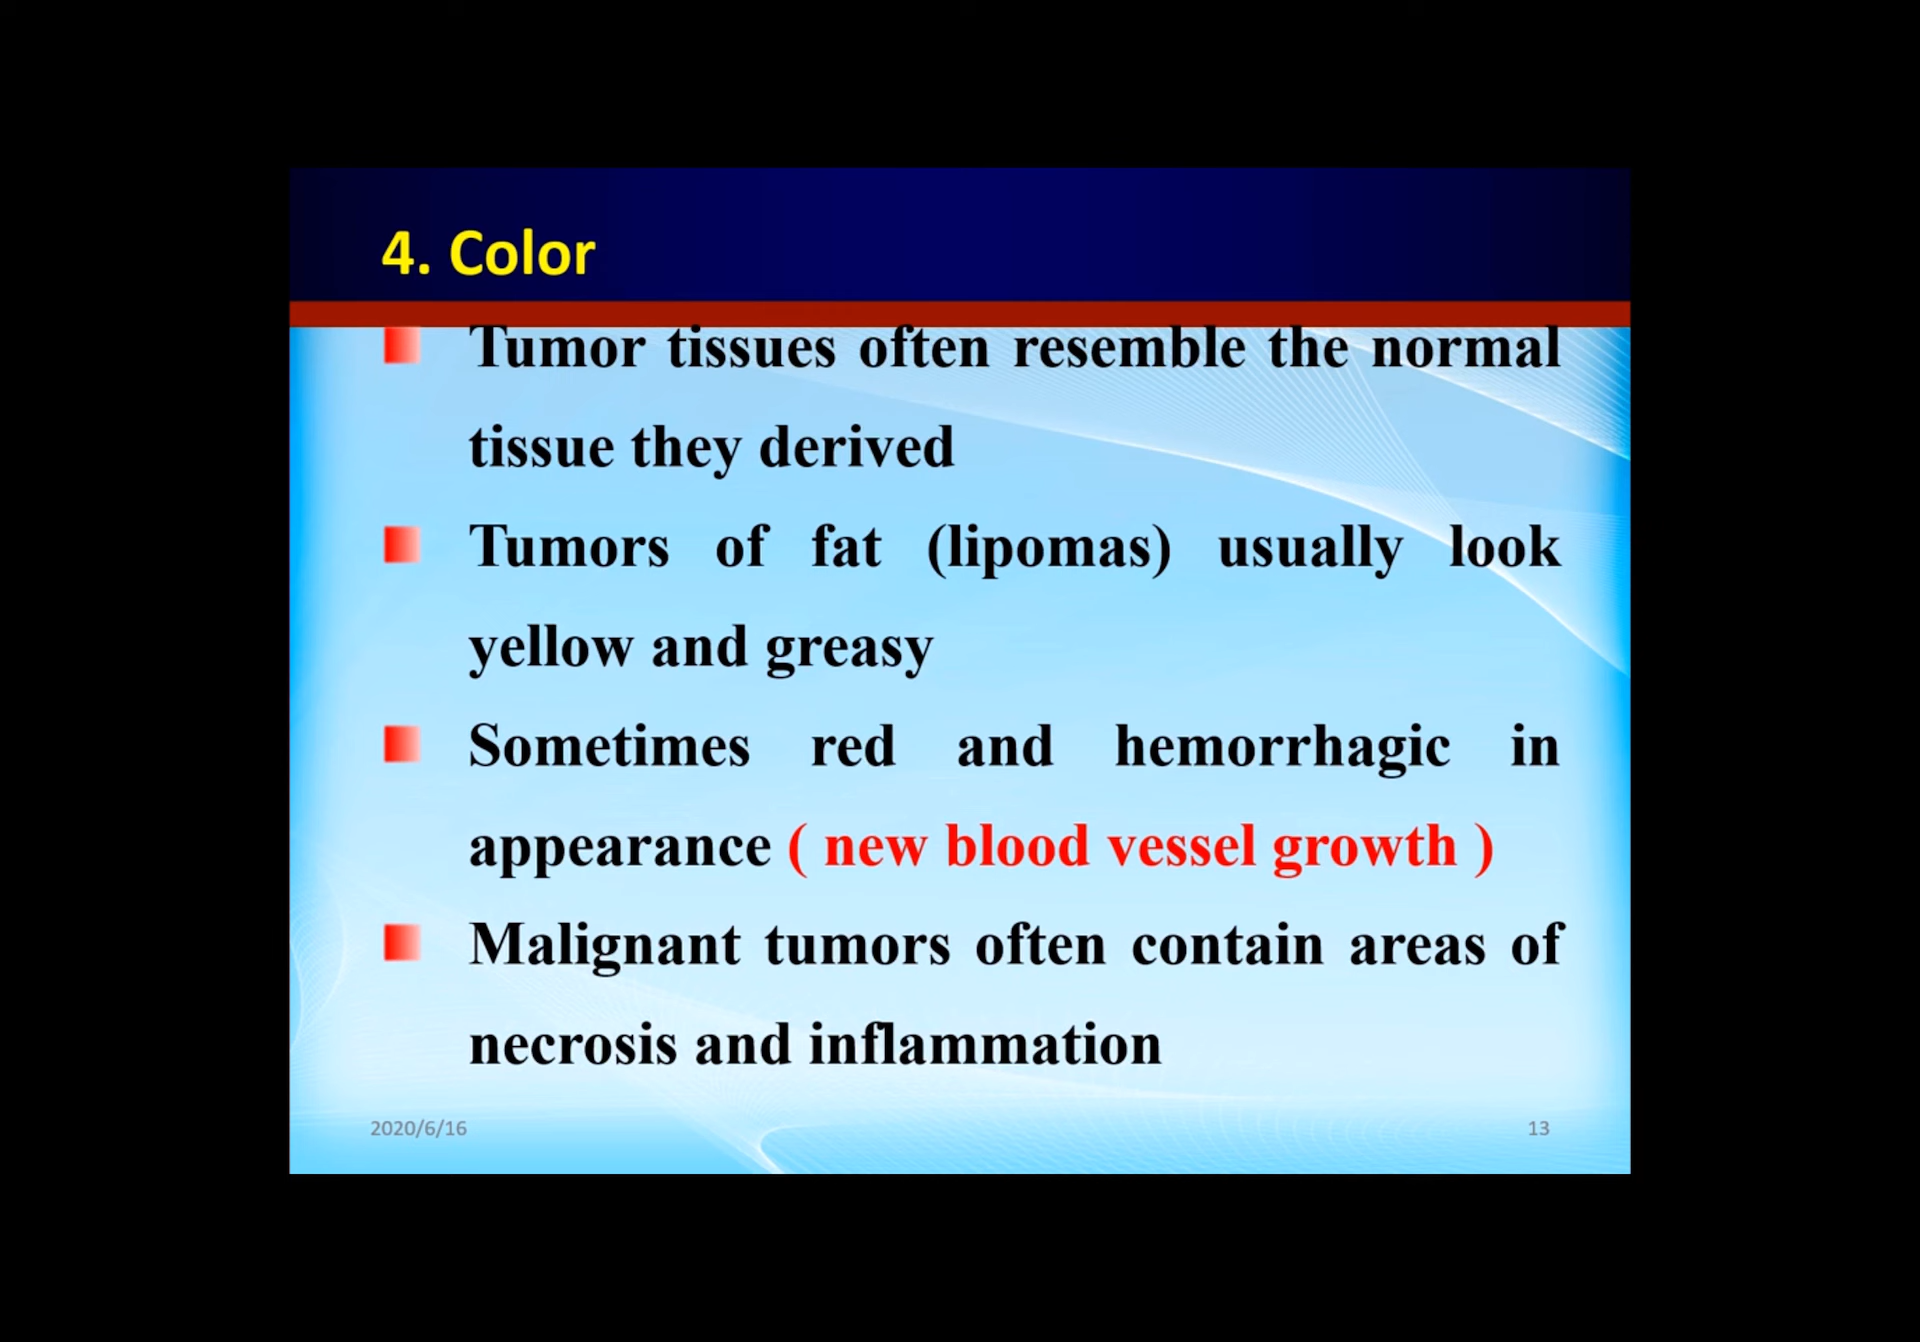 4. Color
Tumor tissues often resemble the normal
tissue they derived
Tumors of fat (lipomas) usually look
yellow and greasy
Sometimes red and hemorrhagic in
appearance ( new blood vessel growth )
Malignant tumors often contain areas of
necrosis and inflammation
2020/6/16
13